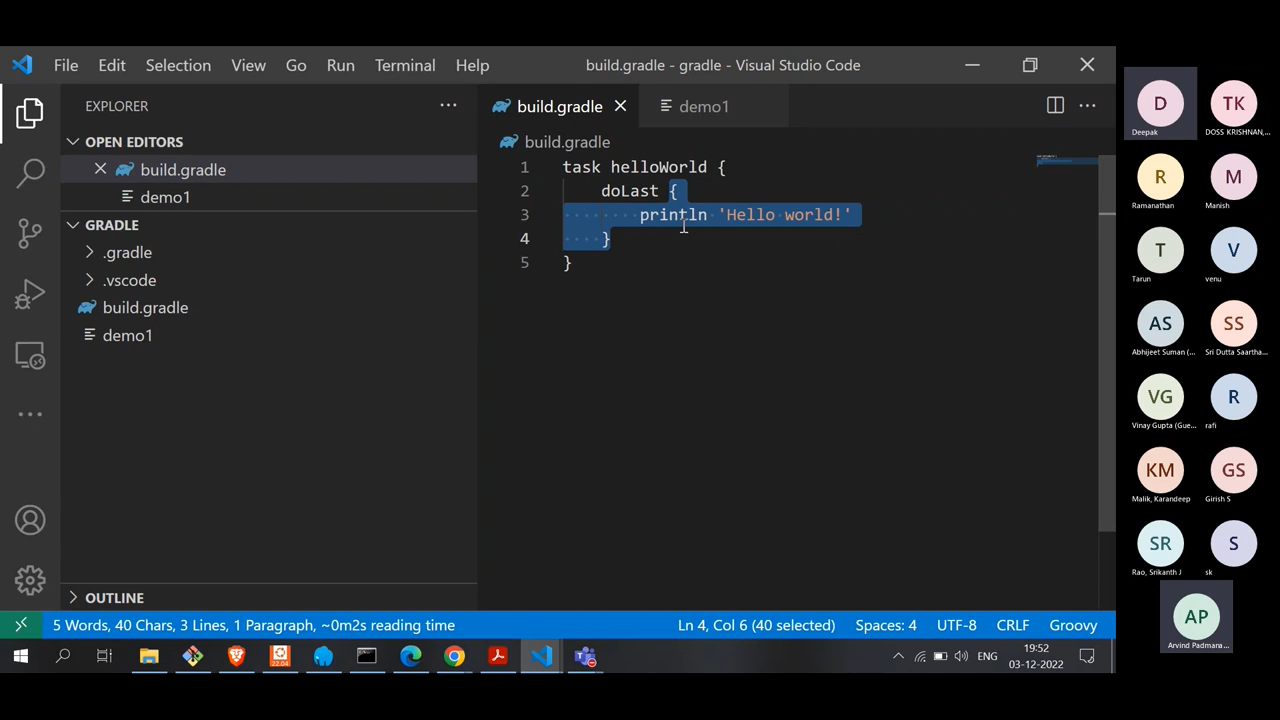 File Edit Selection View Go Run Terminal Help build.gradle - gradle - Visual Studio Code
EXPLORER
OPEN EDITORS
build.gradle
demo1
GRADLE
.gradle
.vscode
build.gradle
demo1
OUTLINE
build.gradle demo1
build.gradle
1 task helloWorld {
2 doLast {
3 println 'Hello world!'
4 }
5 }
5 Words, 40 Chars, 3 Lines, 1 Paragraph, ~0m2s reading time Ln 4, Col 6 (40 selected) Spaces: 4 UTF-8 CRLF Groovy
22.04
ENG
19:52
03-12-2022
D TK
Deepak DOSS KRISHNAN,...
R M
Ramanathan Manish
T V
Tarun venu
AS SS
Abhijeet Suman (... Sri Dutta Saartha...
VG R
Vinay Gupta (Gue... rafi
KM GS
Malik, Karandeep Girish S
SR S
Rao, Srikanth J sk
AP
Arvind Padmara...